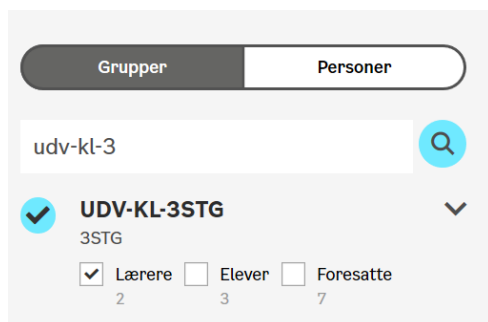 Grupper Personer
udv-kl-3
UDV-KL-3STG
3STG
Lærere Elever Foresatte
2 3 7